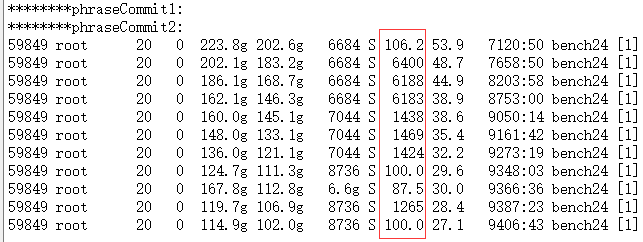 ********phraseCommit1:
********phraseCommit2:
59849 root 20 0 223.8g 202.6g 6684 S 106.2 53.9 7120:50 bench24 [1]
59849 root 20 0 202.1g 183.2g 6684 S 6400 48.7 7658:50 bench24 [1]
59849 root 20 0 186.1g 168.7g 6684 S 6188 44.9 8203:58 bench24 [1]
59849 root 20 0 162.1g 146.3g 6684 S 6183 38.9 8753:00 bench24 [1]
59849 root 20 0 160.0g 145.1g 7044 S 1438 38.6 9050:14 bench24 [1]
59849 root 20 0 148.0g 133.1g 7044 S 1469 35.4 9161:42 bench24 [1]
59849 root 20 0 136.0g 121.1g 7044 S 1424 32.2 9273:19 bench24 [1]
59849 root 20 0 124.7g 111.3g 8736 S 100.0 29.6 9348:03 bench24 [1]
59849 root 20 0 167.8g 112.8g 6.6g S 87.5 30.0 9366:36 bench24 [1]
59849 root 20 0 119.7g 106.9g 8736 S 1265 28.4 9387:23 bench24 [1]
59849 root 20 0 114.9g 102.0g 8736 S 100.0 27.1 9406:43 bench24 [1]